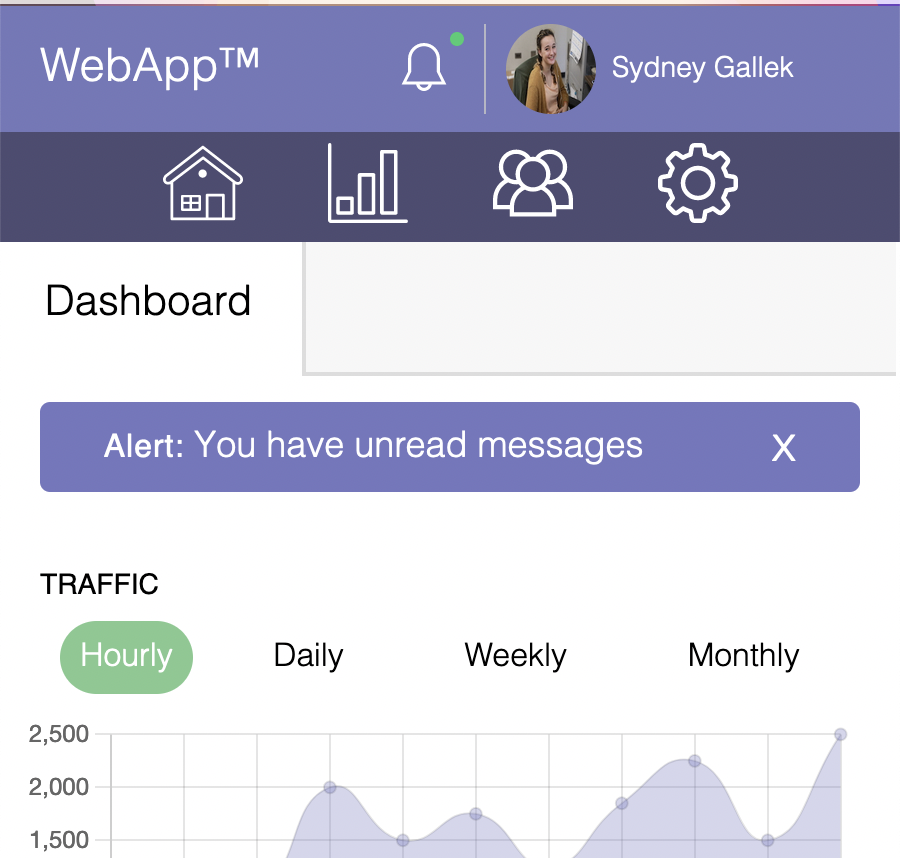 WebApp™
Sydney Gallek
Dashboard
Alert: You have unread messages X
TRAFFIC
Hourly Daily Weekly Monthly
2,500
2,000
1,500